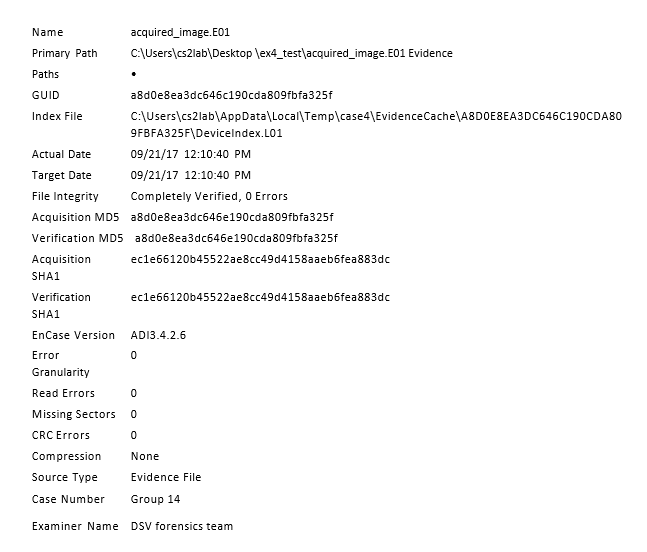 Name acquired_image.E01
Primary Path C:\Users\cs2lab\Desktop \ex4_test\acquired_image.E01 Evidence
Paths •
GUID a8d0e8ea3dc646c190cda809fbfa325f
Index File C:\Users\cs2lab\AppData\Local\Temp\case4\EvidenceCache\A8D0E8EA3DC646C190CDA80
9FBFA325F\DeviceIndex.L01
Actual Date 09/21/17 12:10:40 PM
Target Date 09/21/17 12:10:40 PM
File Integrity Completely Verified, 0 Errors
Acquisition MD5 a8d0e8ea3dc646e190cda809fbfa325f
Verification MD5 a8d0e8ea3dc646e190cda809fbfa325f
Acquisition ec1e66120b45522ae8cc49d4158aaeb6fea883dc
SHA1
Verification ec1e66120b45522ae8cc49d4158aaeb6fea883dc
SHA1
EnCase Version ADI3.4.2.6
Error 0
Granularity
Read Errors 0
Missing Sectors 0
CRC Errors 0
Compression None
Source Type Evidence File
Case Number Group 14
Examiner Name DSV forensics team